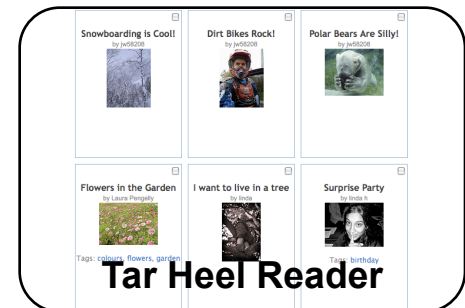 Snowboarding is Cool!
by jw58208
Dirt Bikes Rock!
by jw58208
Polar Bears Are Silly!
by jw58208
Flowers in the Garden
by Laura Pengelly
Tags: colours, flowers, garden
I want to live in a tree
by linda
Surprise Party
by linda h
Tags: birthday
Tar Heel Reader